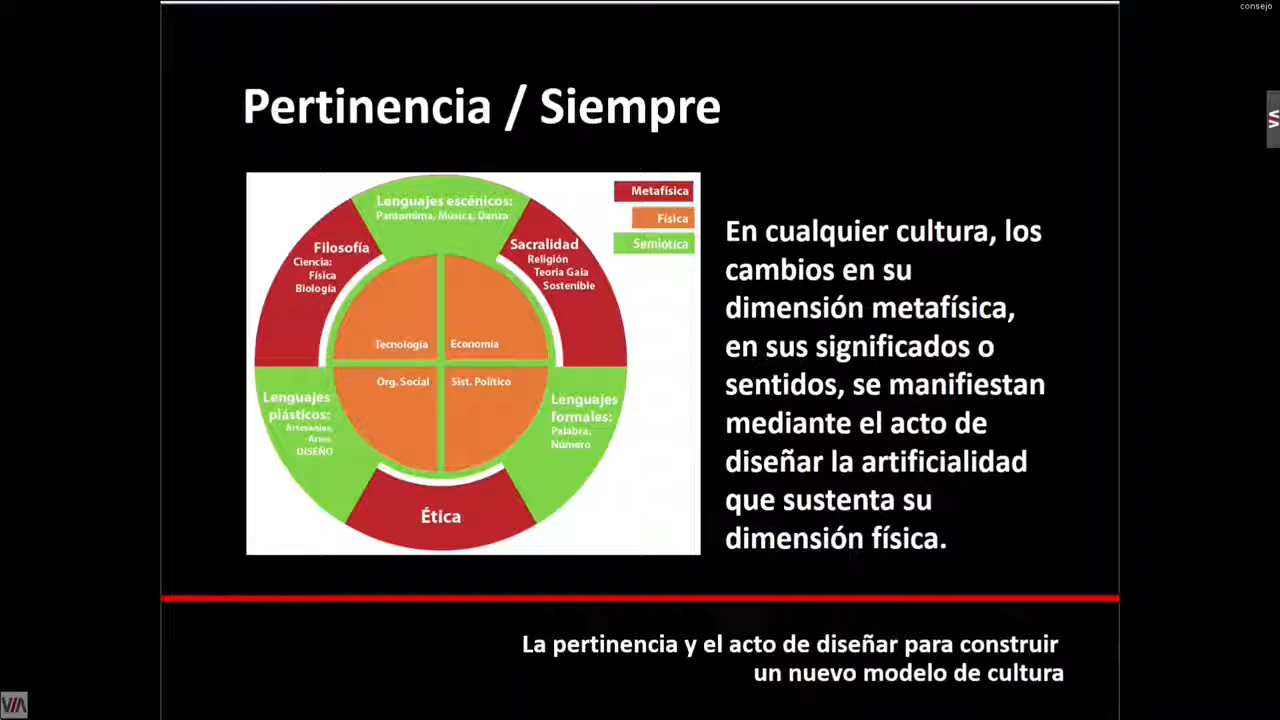 consejo
Pertinencia / Siempre
Lenguajes escénicos:
Pantomima, Música, Danza
Metafísica
Física
Semiótica
Filosofía
Ciencia:
Física
Biología
Sacralidad
Religión
Teoria Gaia
Sostenible
Tecnología
Economía
Org. Social
Sist. Político
Lenguajes
plásticos:
Artesanías,
Artes
DISEÑO
Lenguajes
formales:
Palabra,
Número
Ética
En cualquier cultura, los
cambios en su
dimensión metafísica,
en sus significados o
sentidos, se manifiestan
mediante el acto de
diseñar la artificialidad
que sustenta su
dimensión física.
La pertinencia y el acto de diseñar para construir
un nuevo modelo de cultura
VIA